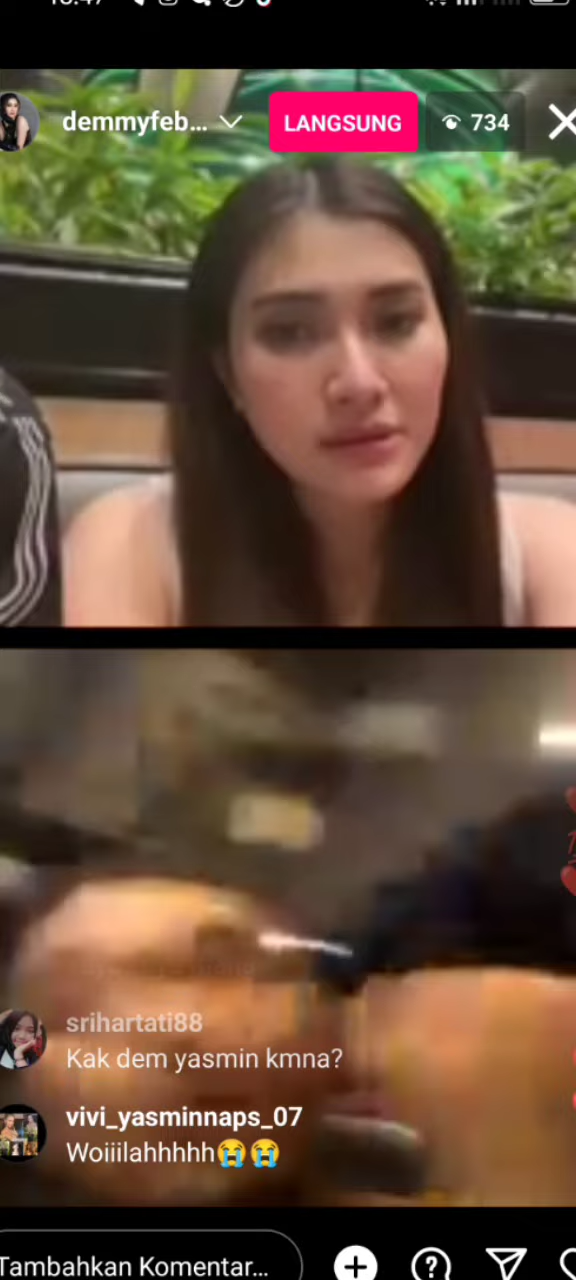 demmyfeb...
LANGSUNG
734
srihartati88
Kak dem yasmin kmna?
vivi_yasminnaps_07
Woiiilahhhhh😭😭
Tambahkan Komentar...